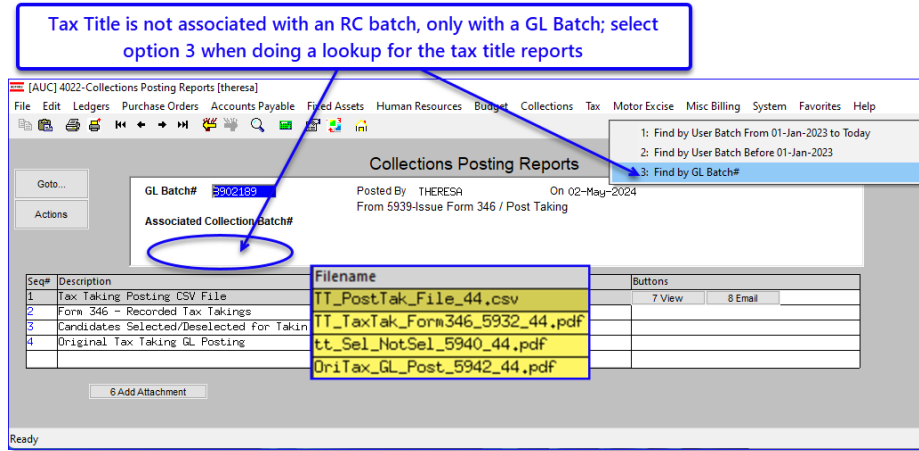 Tax Title is not associated with an RC batch, only with a GL Batch; select
option 3 when doing a lookup for the tax title reports
[AUC] 4022-Collections Posting Reports [theresa]
File Edit Ledgers Purchase Orders Accounts Payable Fixed Assets Human Resources Budget Collections Tax Motor Excise Misc Billing System Favorites Help
1: Find by User Batch From 01-Jan-2023 to Today
2: Find by User Batch Before 01-Jan-2023
3: Find by GL Batch#
Collections Posting Reports
Goto...
Actions
GL Batch# 3902189 Posted By THERESA On 02-May-2024
From 5939-Issue Form 346 / Post Taking
Associated Collection Batch#
Seq# Description Buttons
1 Tax Taking Posting CSV File 7 View 8 Email
2 Form 346 - Recorded Tax Takings
3 Candidates Selected/Deselected for Takin
4 Original Tax Taking GL Posting
Filename
TT_PostTak_File_44.csv
TT_TaxTak_Form346_5932_44.pdf
tt_Sel_NotSel_5940_44.pdf
OriTax_GL_Post_5942_44.pdf
6 Add Attachment
Ready